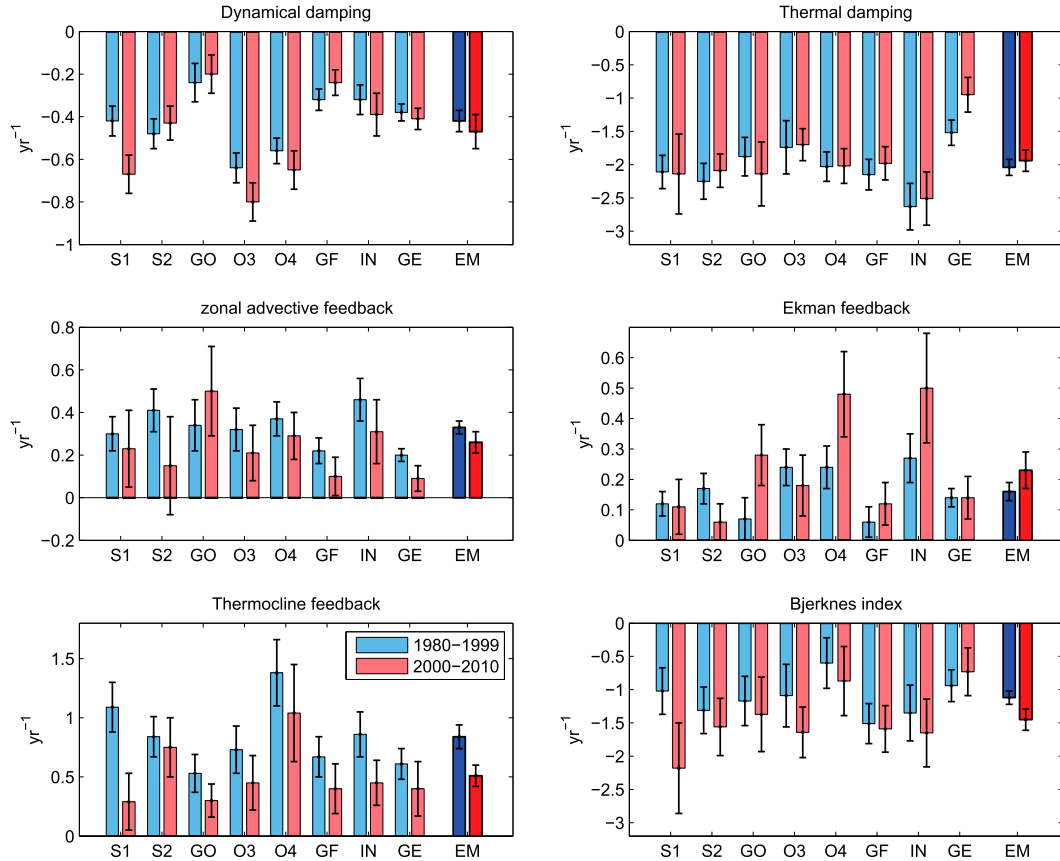 Dynamical damping
yr⁻¹
0
−0.2
−0.4
−0.6
−0.8
−1
S1 S2 GO O3 O4 GF IN GE EM
Thermal damping
yr⁻¹
0
−0.5
−1
−1.5
−2
−2.5
−3
S1 S2 GO O3 O4 GF IN GE EM
zonal advective feedback
yr⁻¹
0.8
0.6
0.4
0.2
0
−0.2
S1 S2 GO O3 O4 GF IN GE EM
Ekman feedback
yr⁻¹
0.6
0.5
0.4
0.3
0.2
0.1
0
S1 S2 GO O3 O4 GF IN GE EM
Thermocline feedback
yr⁻¹
1.5
1
0.5
0
1980−1999
2000−2010
S1 S2 GO O3 O4 GF IN GE EM
Bjerknes index
yr⁻¹
0
−0.5
−1
−1.5
−2
−2.5
−3
S1 S2 GO O3 O4 GF IN GE EM